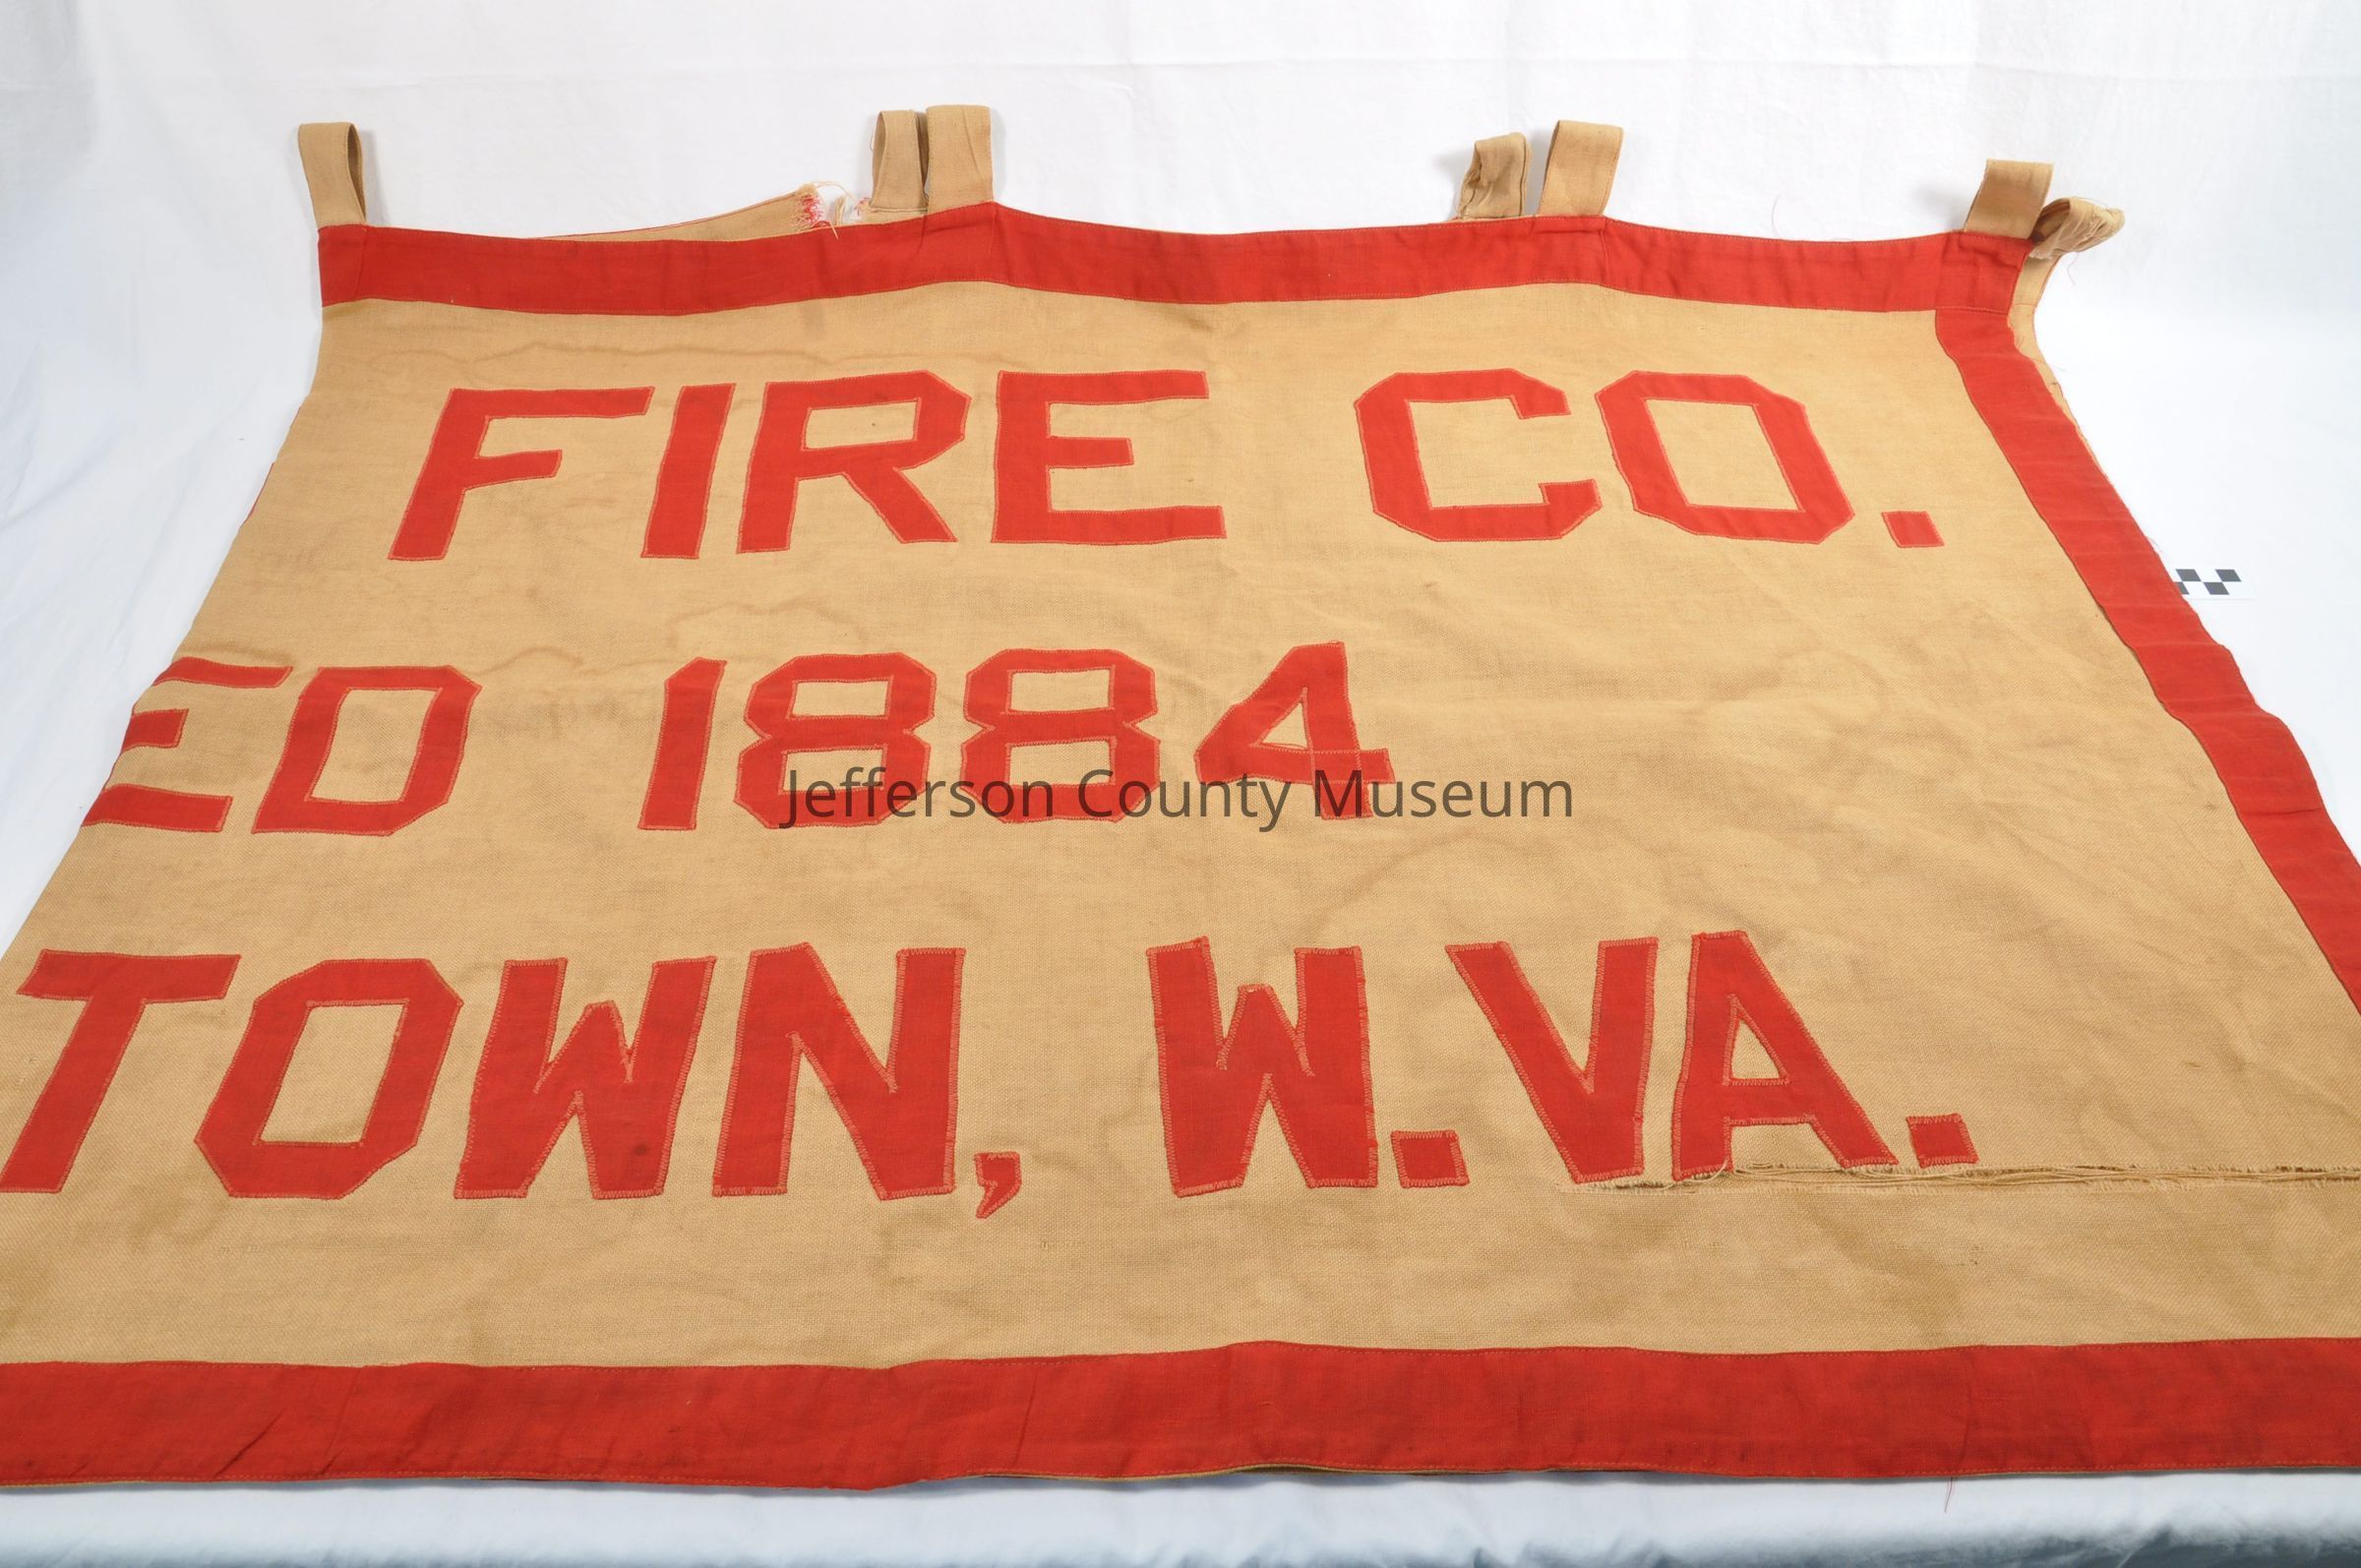 FIRE CO.
ED 1884
Jefferson County Museum
TOWN, W.VA.